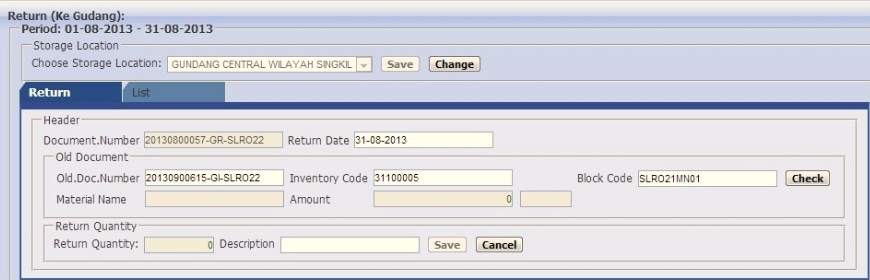 Return (Ke Gudang):
Period: 01-08-2013 - 31-08-2013
Storage Location
Choose Storage Location: GUNDANG CENTRAL WILAYAH SINGKIL Save Change
Return List
Header
Document.Number 20130800057-GR-SLRO22 Return Date 31-08-2013
Old Document
Old.Doc.Number 20130900615-GI-SLRO22 Inventory Code 31100005 Block Code SLRO21MN01 Check
Material Name Amount 0
Return Quantity
Return Quantity: 0 Description Save Cancel